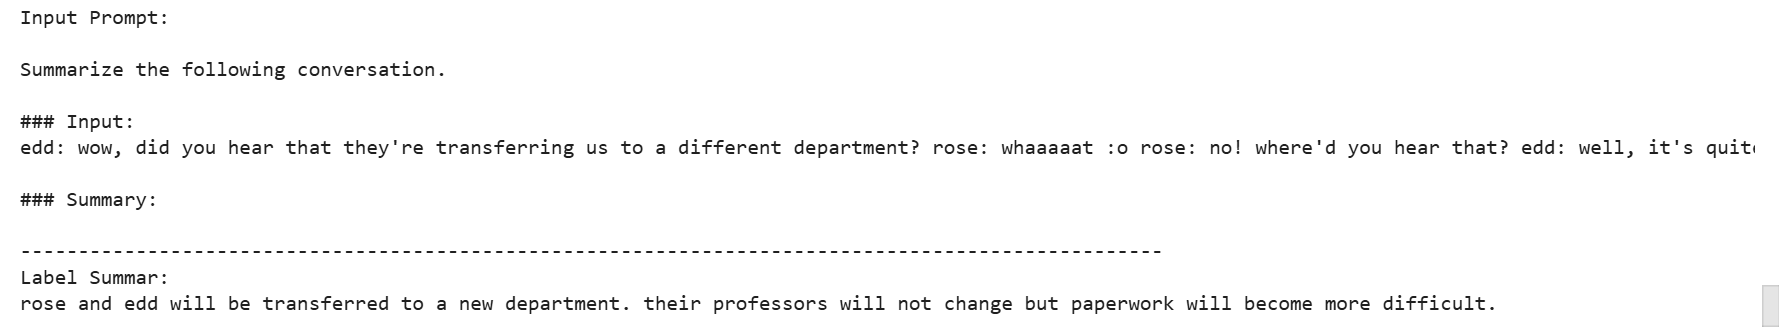 Input Prompt:
Summarize the following conversation.
### Input:
edd: wow, did you hear that they're transferring us to a different department? rose: whaaaaat :o rose: no! where'd you hear that? edd: well, it's quite
### Summary:
---------------------------------------------------------------------------------------------------
Label Summar:
rose and edd will be transferred to a new department. their professors will not change but paperwork will become more difficult.